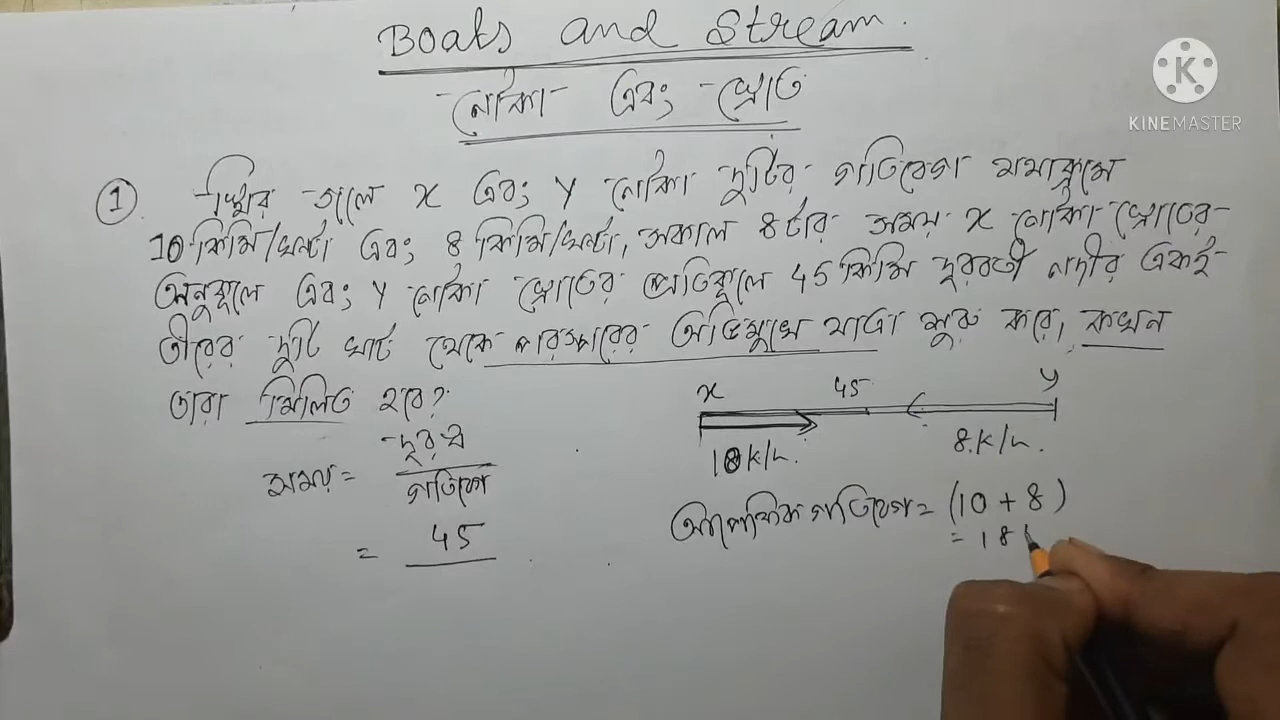 Boats and Stream.
নৌকা এবং স্রোত
KINEMASTER
① স্থির জলে x এবং y নৌকা দুটির গতিবেগ যথাক্রমে
10 কিমি/ঘন্টা এবং 8 কিমি/ঘন্টা, সকাল 8 টার সময় x নৌকা স্রোতের
অনুকূলে এবং y নৌকা স্রোতের প্রতিকূলে 45 কিমি দূরবর্তী নদীর একই
তীরের দুটি ঘাট থেকে পরস্পরের অভিমুখে যাত্রা শুরু করে, কখন
তারা মিলিত হবে?
x 45 y
10 k/h. 8 k/h.
সময় = দূরত্ব / গতিবেগ
= 45
আপেক্ষিক গতিবেগ = (10 + 8)
= 18